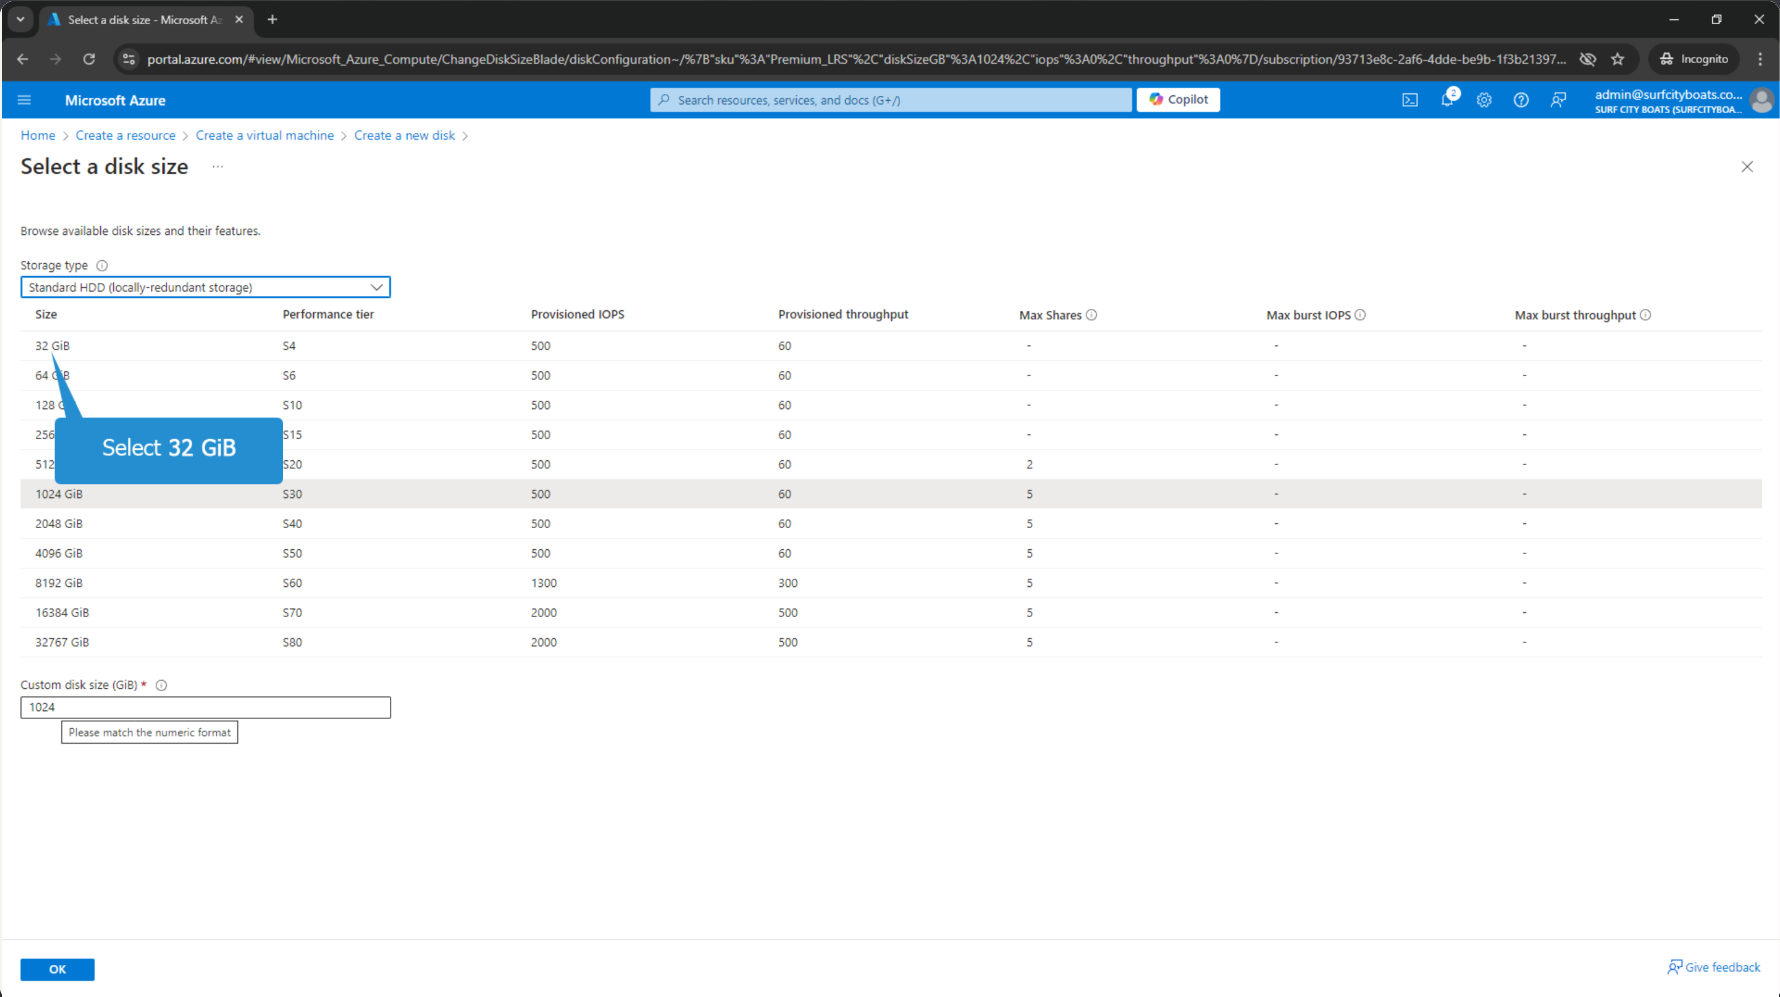 Select a disk size - Microsoft Az
portal.azure.com/#view/Microsoft_Azure_Compute/ChangeDiskSizeBlade/diskConfiguration~/%7B"sku"%3A"Premium_LRS"%2C"diskSizeGB"%3A1024%2C"iops"%3A0%2C"throughput"%3A0%7D/subscription/93713e8c-2af6-4dde-be9b-1f3b21397...
Incognito
Microsoft Azure
Search resources, services, and docs (G+/)
Copilot
2
admin@surfcityboats.co...
SURF CITY BOATS (SURFCITYBOA...
Home > Create a resource > Create a virtual machine > Create a new disk >
Select a disk size ...
Browse available disk sizes and their features.
Storage type
Standard HDD (locally-redundant storage)
Size Performance tier Provisioned IOPS Provisioned throughput Max Shares Max burst IOPS Max burst throughput
32 GiB S4 500 60 - - -
64 GiB S6 500 60 - - -
128 G S10 500 60 - - -
256 S15 500 60 - - -
512 S20 500 60 2 - -
Select 32 GiB
1024 GiB S30 500 60 5 - -
2048 GiB S40 500 60 5 - -
4096 GiB S50 500 60 5 - -
8192 GiB S60 1300 300 5 - -
16384 GiB S70 2000 500 5 - -
32767 GiB S80 2000 500 5 - -
Custom disk size (GiB) *
1024
Please match the numeric format
OK
Give feedback